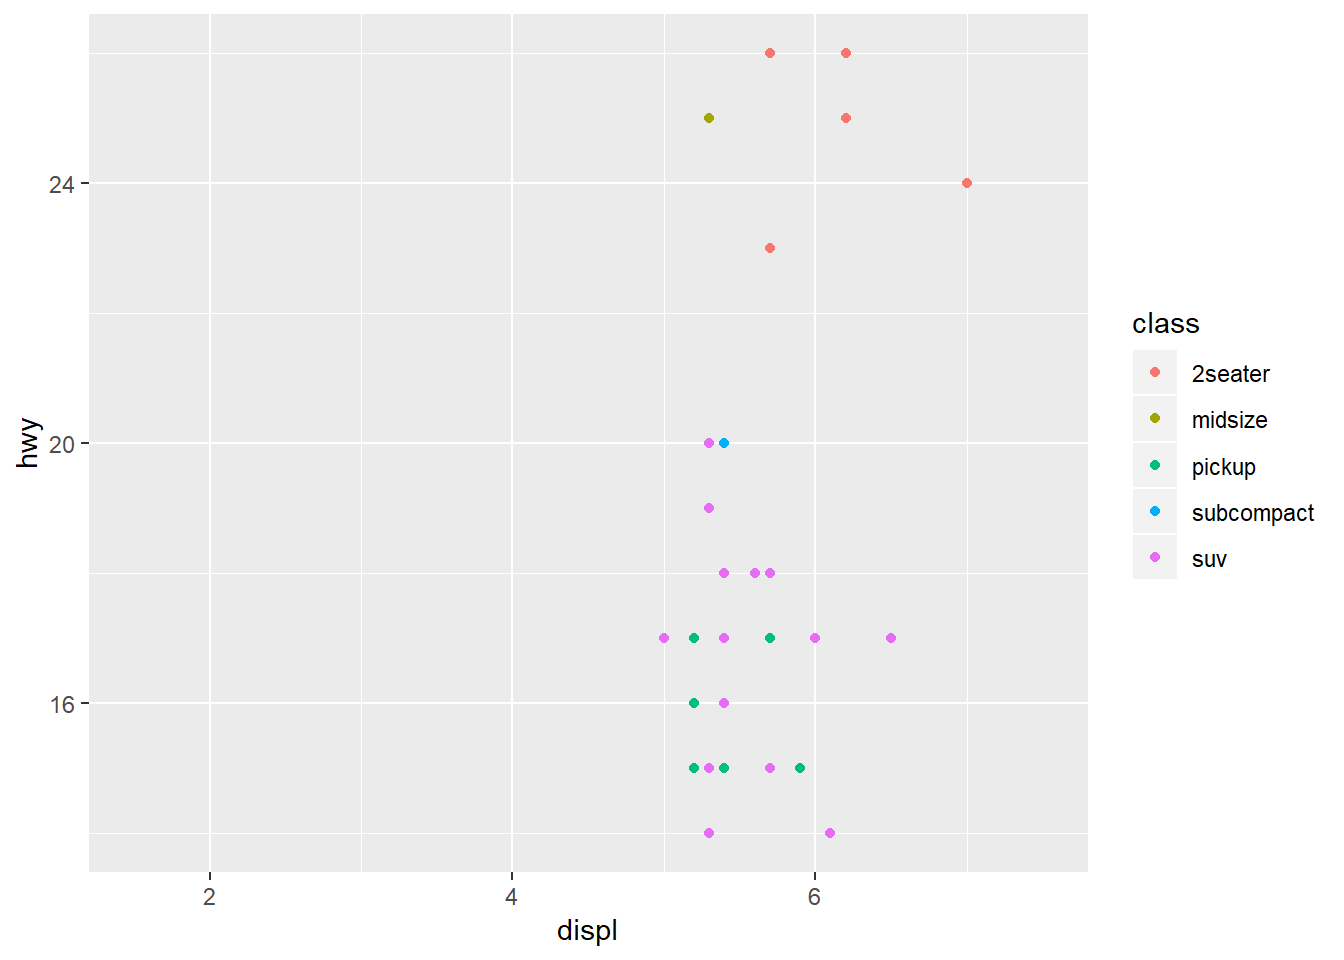 24
20
16
hwy
2
4
6
displ
class
2seater
midsize
pickup
subcompact
suv